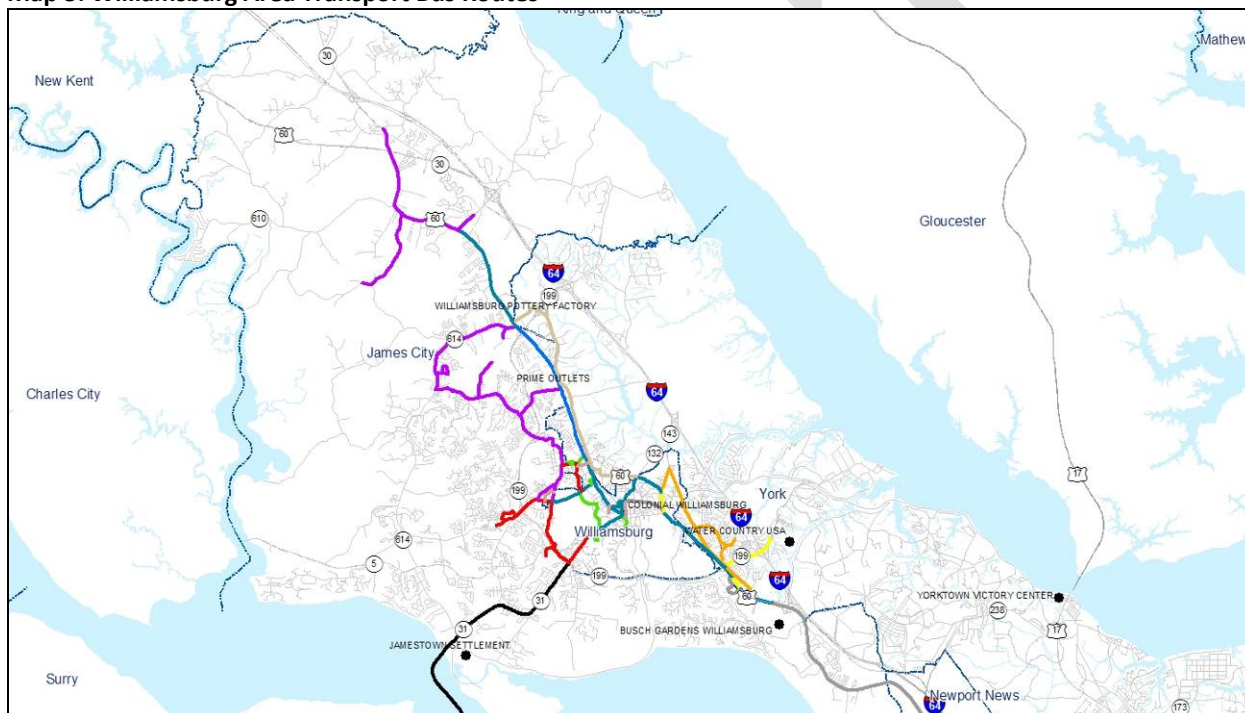 Map 3: Williamsburg Area Transport Bus Routes
King and Queen
Mathew
30
New Kent
60
30
610
60
Gloucester
64
199
WILLIAMSBURG POTTERY FACTORY
614
James City
PRIME OUTLETS
Charles City
64
143
132
17
60
199
COLONIAL WILLIAMSBURG
York
64
Williamsburg
WATER COUNTRY USA
199
614
5
199
64
60
YORKTOWN VICTORY CENTER
238
31
17
31
BUSCH GARDENS WILLIAMSBURG
JAMESTOWN SETTLEMENT
Surry
Newport News
64
173